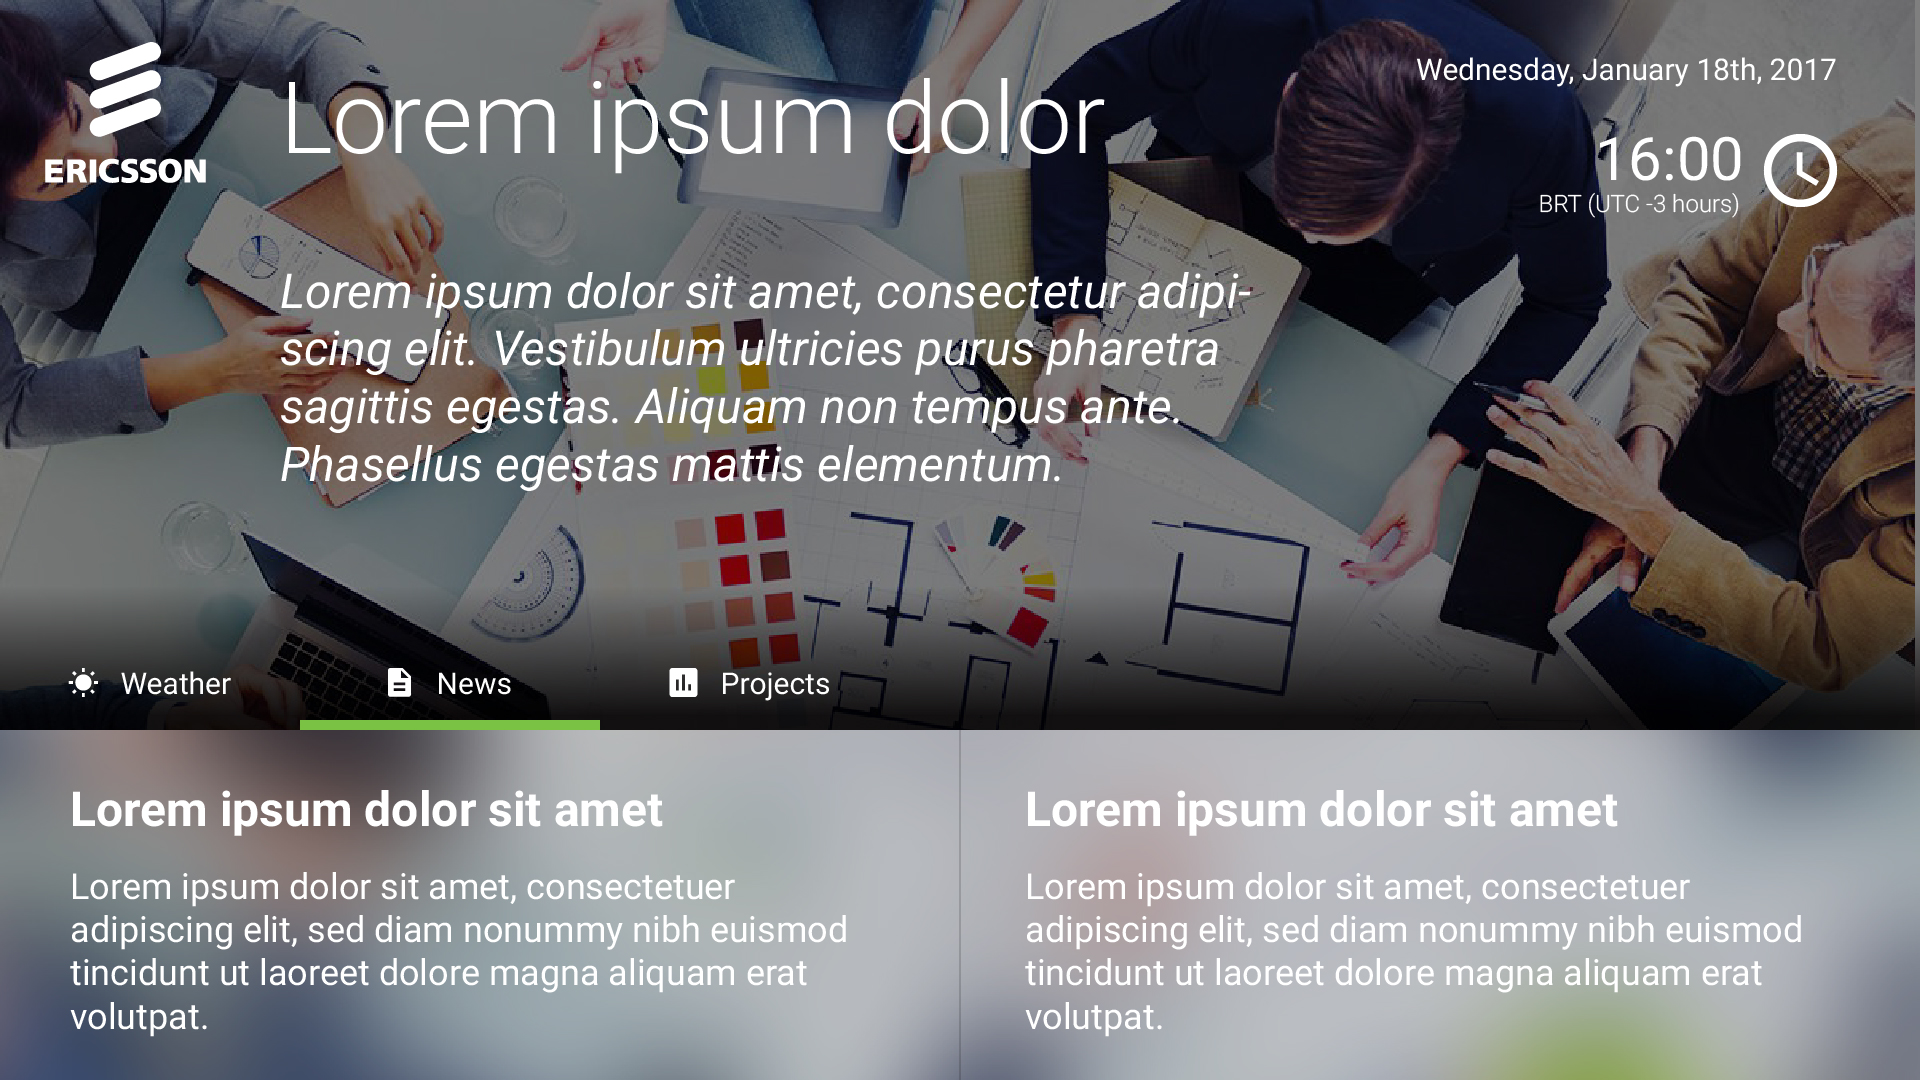 ERICSSON
Lorem ipsum dolor
Wednesday, January 18th, 2017
16:00
BRT (UTC -3 hours)
Lorem ipsum dolor sit amet, consectetur adipi-
scing elit. Vestibulum ultricies purus pharetra
sagittis egestas. Aliquam non tempus ante.
Phasellus egestas mattis elementum.
Weather
News
Projects
Lorem ipsum dolor sit amet
Lorem ipsum dolor sit amet, consectetuer
adipiscing elit, sed diam nonummy nibh euismod
tincidunt ut laoreet dolore magna aliquam erat
volutpat.
Lorem ipsum dolor sit amet
Lorem ipsum dolor sit amet, consectetuer
adipiscing elit, sed diam nonummy nibh euismod
tincidunt ut laoreet dolore magna aliquam erat
volutpat.